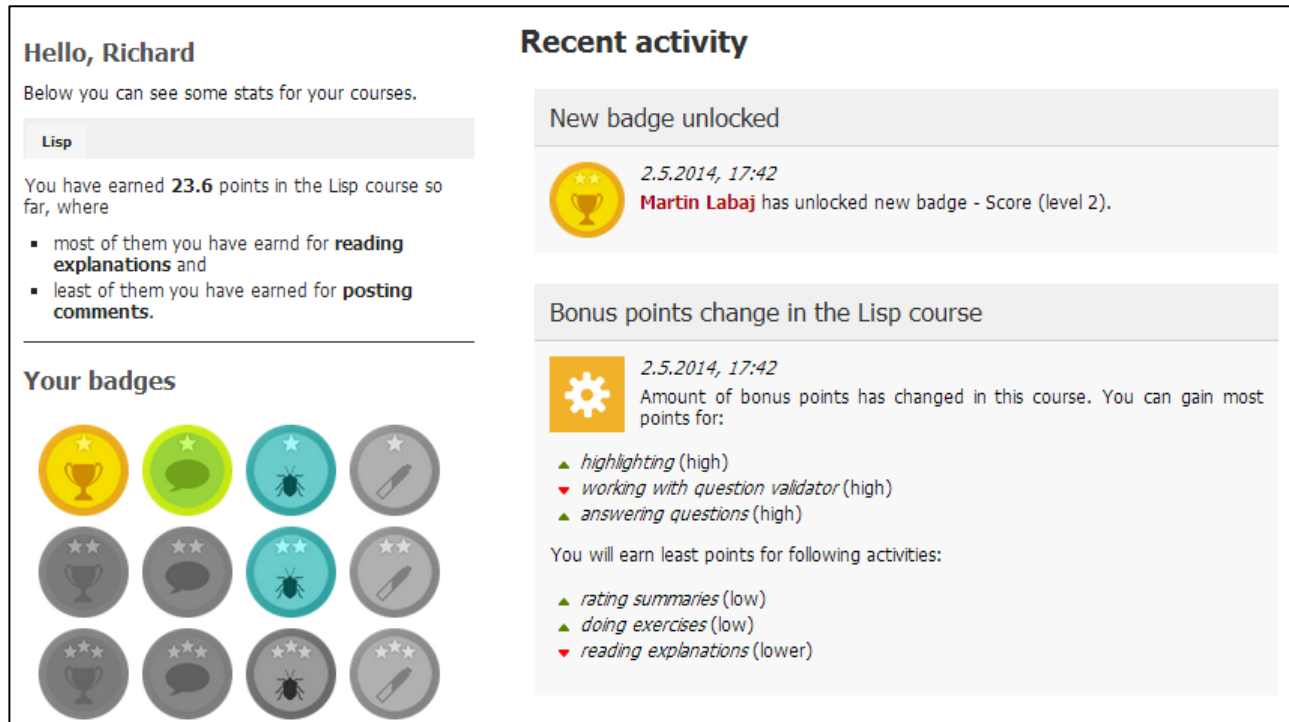 Hello, Richard
Below you can see some stats for your courses.
Lisp
You have earned 23.6 points in the Lisp course so
far, where
▪ most of them you have earnd for reading
explanations and
▪ least of them you have earned for posting
comments.
Your badges
Recent activity
New badge unlocked
2.5.2014, 17:42
Martin Labaj has unlocked new badge - Score (level 2).
Bonus points change in the Lisp course
2.5.2014, 17:42
Amount of bonus points has changed in this course. You can gain most
points for:
highlighting (high)
working with question validator (high)
answering questions (high)
You will earn least points for following activities:
rating summaries (low)
doing exercises (low)
reading explanations (lower)